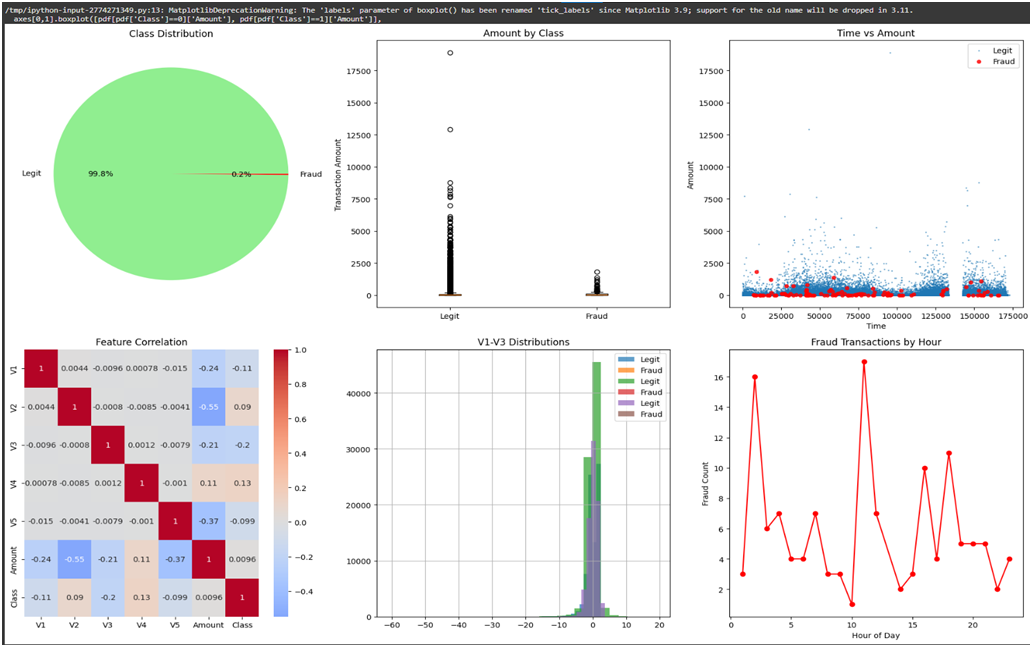 /tmp/ipython-input-2774271349.py:13: MatplotlibDeprecationWarning: The 'labels' parameter of boxplot() has been renamed 'tick_labels' since Matplotlib 3.9; support for the old name will be dropped in 3.11.
axes[0,1].boxplot([pdf[pdf['Class']==0]['Amount'], pdf[pdf['Class']==1]['Amount']],
Class Distribution
Legit
99.8%
0.2%
Fraud
Amount by Class
Transaction Amount
17500
15000
12500
10000
7500
5000
2500
0
Legit Fraud
Time vs Amount
Legit
Fraud
Amount
17500
15000
12500
10000
7500
5000
2500
0
0 25000 50000 75000 100000 125000 150000 175000
Time
Feature Correlation
V1 1 0.0044 -0.0096 0.00078 -0.015 -0.24 -0.11
V2 0.0044 1 -0.0008 -0.0085 -0.0041 -0.55 0.09
V3 -0.0096 -0.0008 1 0.0012 -0.0079 -0.21 -0.2
V4 -0.00078 -0.0085 0.0012 1 -0.001 0.11 0.13
V5 -0.015 -0.0041 -0.0079 -0.001 1 -0.37 -0.099
Amount -0.24 -0.55 -0.21 0.11 -0.37 1 0.0096
Class -0.11 0.09 -0.2 0.13 -0.099 0.0096 1
V1 V2 V3 V4 V5 Amount Class
1.0
0.8
0.6
0.4
0.2
0.0
−0.2
−0.4
V1-V3 Distributions
Legit
Fraud
Legit
Fraud
Legit
Fraud
40000
30000
20000
10000
0
−60 −50 −40 −30 −20 −10 0 10 20
Fraud Transactions by Hour
Fraud Count
16
14
12
10
8
6
4
2
0 5 10 15 20
Hour of Day